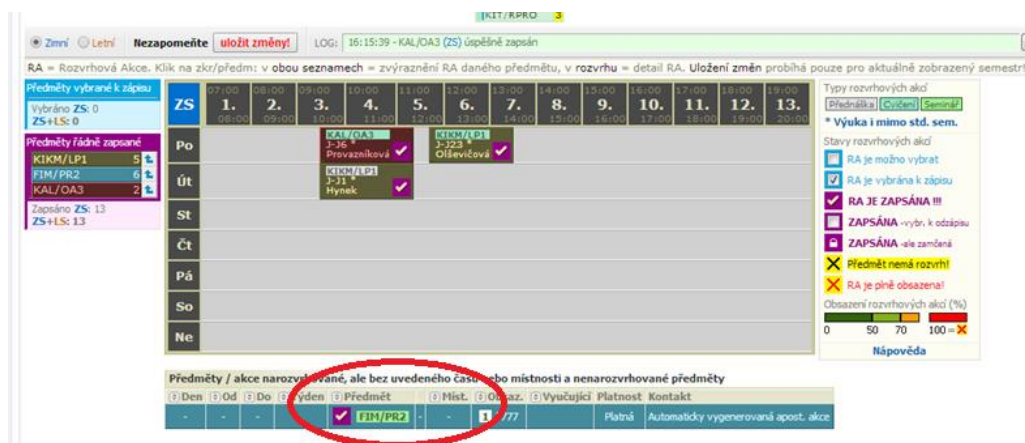 KIT/KPRO 3
Zimní Letní Nezapomeňte uložit změny! LOG: 16:15:39 - KAL/OA3 (ZS) úspěšně zapsán
RA = Rozvrhová Akce. Klik na zkr/předm: v obou seznamech = zvýraznění RA daného předmětu, v rozvrhu = detail RA. Uložení změn probíhá pouze pro aktuálně zobrazený semestr!
Předměty vybrané k zápisu
Vybráno ZS: 0
ZS+LS: 0
Předměty řádně zapsané
KIKM/LP1 5
FIM/PR2 6
KAL/OA3 2
Zapsáno ZS: 13
ZS+LS: 13
07:00 08:00 09:00 10:00 11:00 12:00 13:00 14:00 15:00 16:00 17:00 18:00 19:00
ZS 1. 2. 3. 4. 5. 6. 7. 8. 9. 10. 11. 12. 13.
08:00 09:00 10:00 11:00 12:00 13:00 14:00 15:00 16:00 17:00 18:00 19:00 20:00
Po
KAL/OA3
J-J6 *
Provazníková
KIKM/LP1
J-J23 *
Olševičová
Út
KIKM/LP1
J-J1 *
Hynek
St
Čt
Pá
So
Ne
Typy rozvrhových akcí
Přednáška Cvičení Seminář
* Výuka i mimo std. sem.
Stavy rozvrhových akcí
RA je možno vybrat
RA je vybrána k zápisu
RA JE ZAPSÁNA !!!
ZAPSÁNA -vybr. k odzápisu
ZAPSÁNA -ale zamčená
Předmět nemá rozvrh!
RA je plně obsazena!
Obsazení rozvrhových akcí (%)
0 50 70 100=
Nápověda
Předměty / akce narozvrhované, ale bez uvedeného času nebo místnosti a nenarozvrhované předměty
Den Od Do Týden Předmět Míst. Obsaz. Vyučující Platnost Kontakt
- - - - FIM/PR2 - - 1 /77 Platná Automaticky vygenerovaná apost. akce